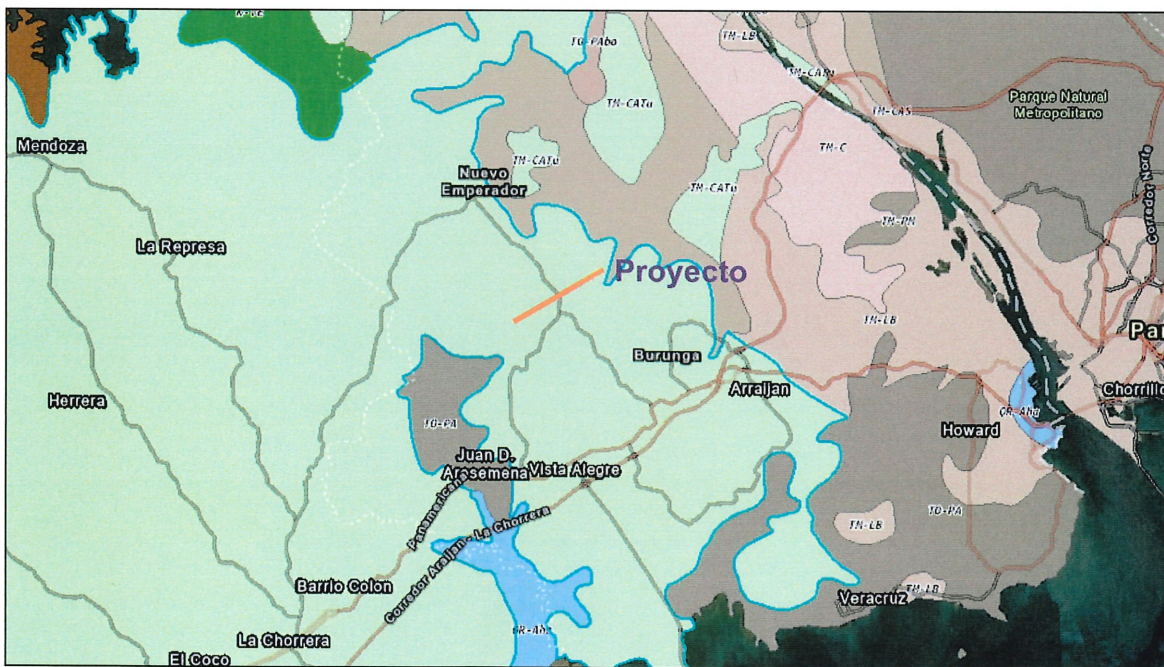 K-VE
TO-PAba
TM-LB
TM-CATu
TM-CAS
Parque Natural
Metropolitano
Mendoza
TM-CATu
Nuevo
Emperador
TM-CATu
TM-C
Corredor Norte
La Represa
TM-PN
Proyecto
TM-LB
Burunga
Arraijan
Herrera
Chorrillo
QR-Aha
Howard
TO-PA
Juan D.
Arosemena
Vista Alegre
Panamericana
Corredor Arraijan - La Chorrera
TO-PA
TM-LB
Barrio Colon
TM-LB
Veracruz
QR-Aha
La Chorrera
El Coco